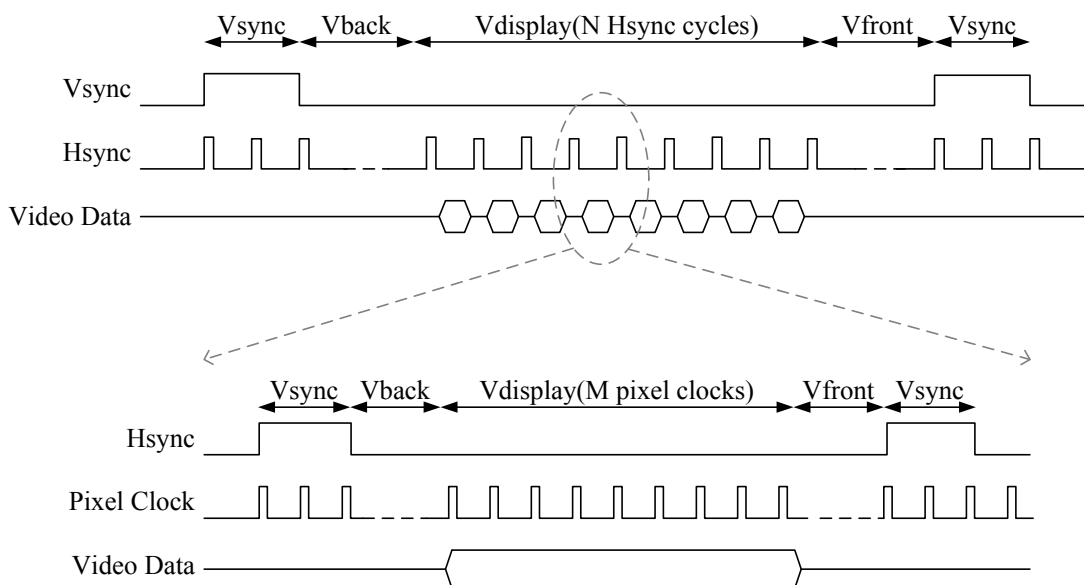 Vsync Vback Vdisplay(N Hsync cycles) Vfront Vsync
Vsync
Hsync
Video Data
Vsync Vback Vdisplay(M pixel clocks) Vfront Vsync
Hsync
Pixel Clock
Video Data